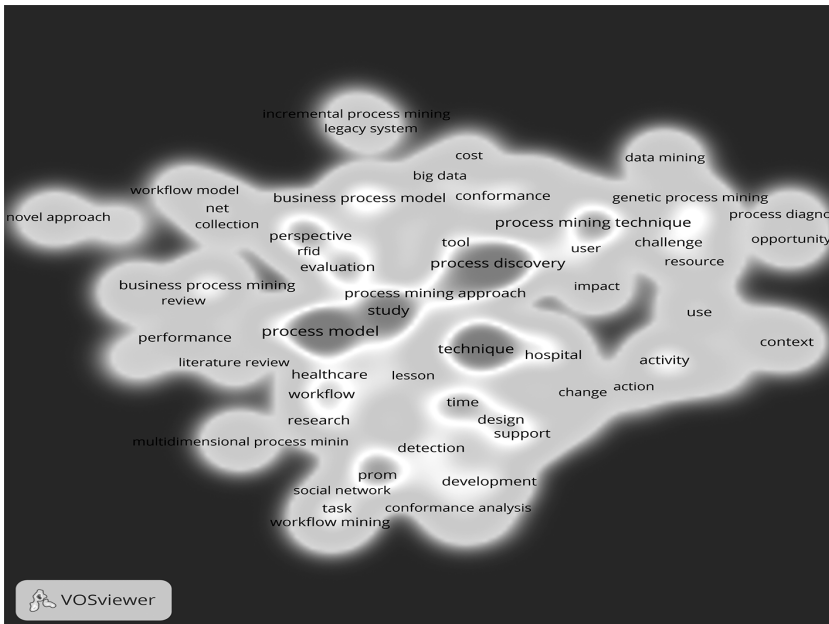 incremental process mining
legacy system
cost
data mining
big data
workflow model
business process model
conformance
genetic process mining
net
novel approach
process diagno
collection
process mining technique
perspective
tool
user
challenge
opportunity
rfid
evaluation
process discovery
resource
business process mining
impact
review
process mining approach
study
use
process model
performance
context
technique
hospital
literature review
activity
healthcare
lesson
action
workflow
change
time
research
design
support
multidimensional process minin
detection
prom
development
social network
task
conformance analysis
workflow mining
VOSviewer